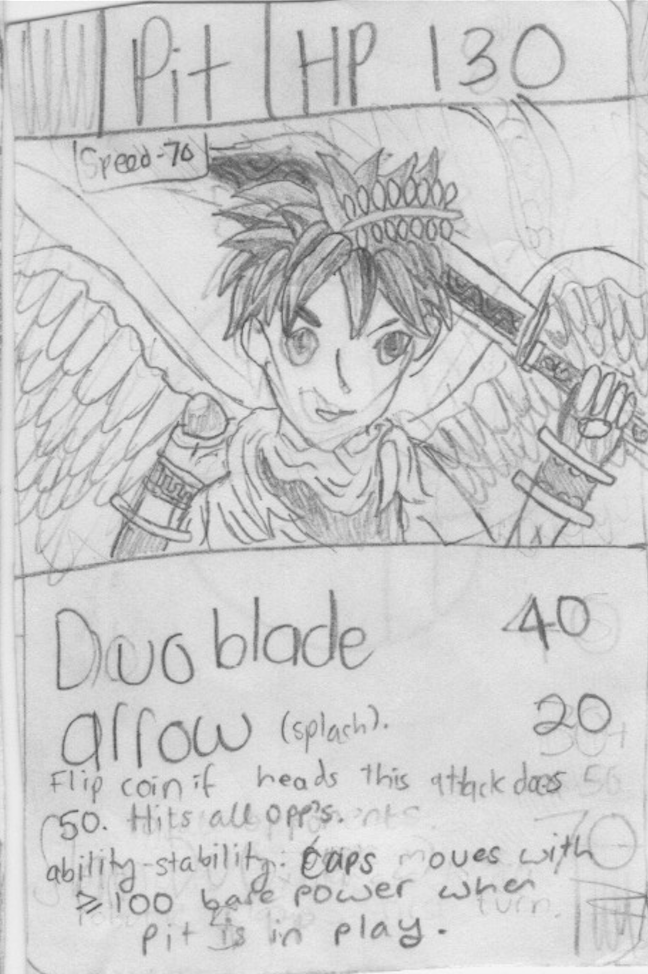 Pit HP 130
Speed-70
Duo blade 40
arrow (splash). 20
Flip coin if heads this attack does
50. Hits all opp's.
ability-stability: Caps moves with
≥100 base power when
pit is in play.